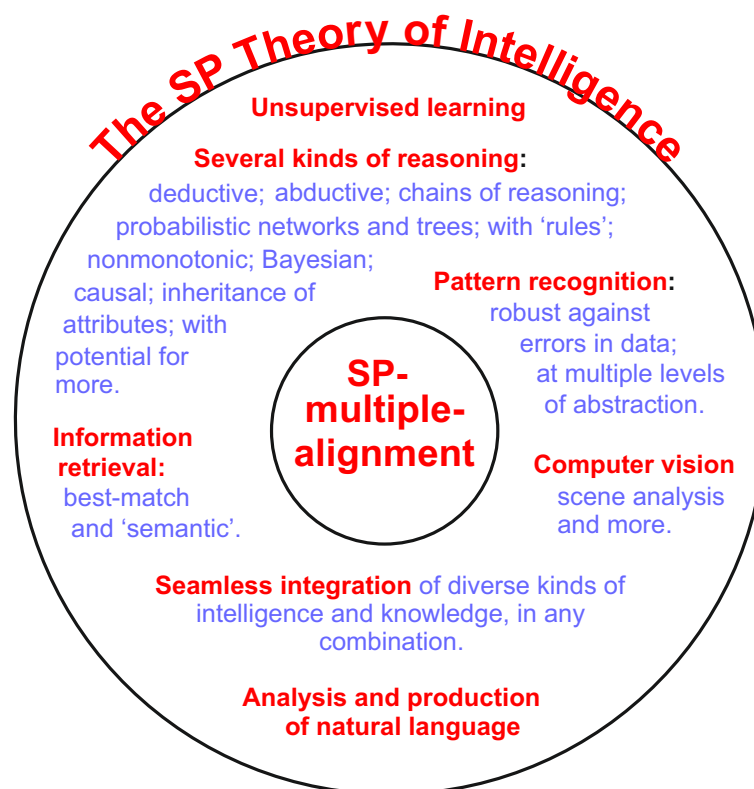 The SP Theory of Intelligence
Unsupervised learning
Several kinds of reasoning:
deductive; abductive; chains of reasoning;
probabilistic networks and trees; with ‘rules’;
nonmonotonic; Bayesian;
causal; inheritance of
attributes; with
potential for
more.
Pattern recognition:
robust against
errors in data;
at multiple levels
of abstraction.
SP-
multiple-
alignment
Information
retrieval:
best-match
and ‘semantic’.
Computer vision
scene analysis
and more.
Seamless integration of diverse kinds of
intelligence and knowledge, in any
combination.
Analysis and production
of natural language